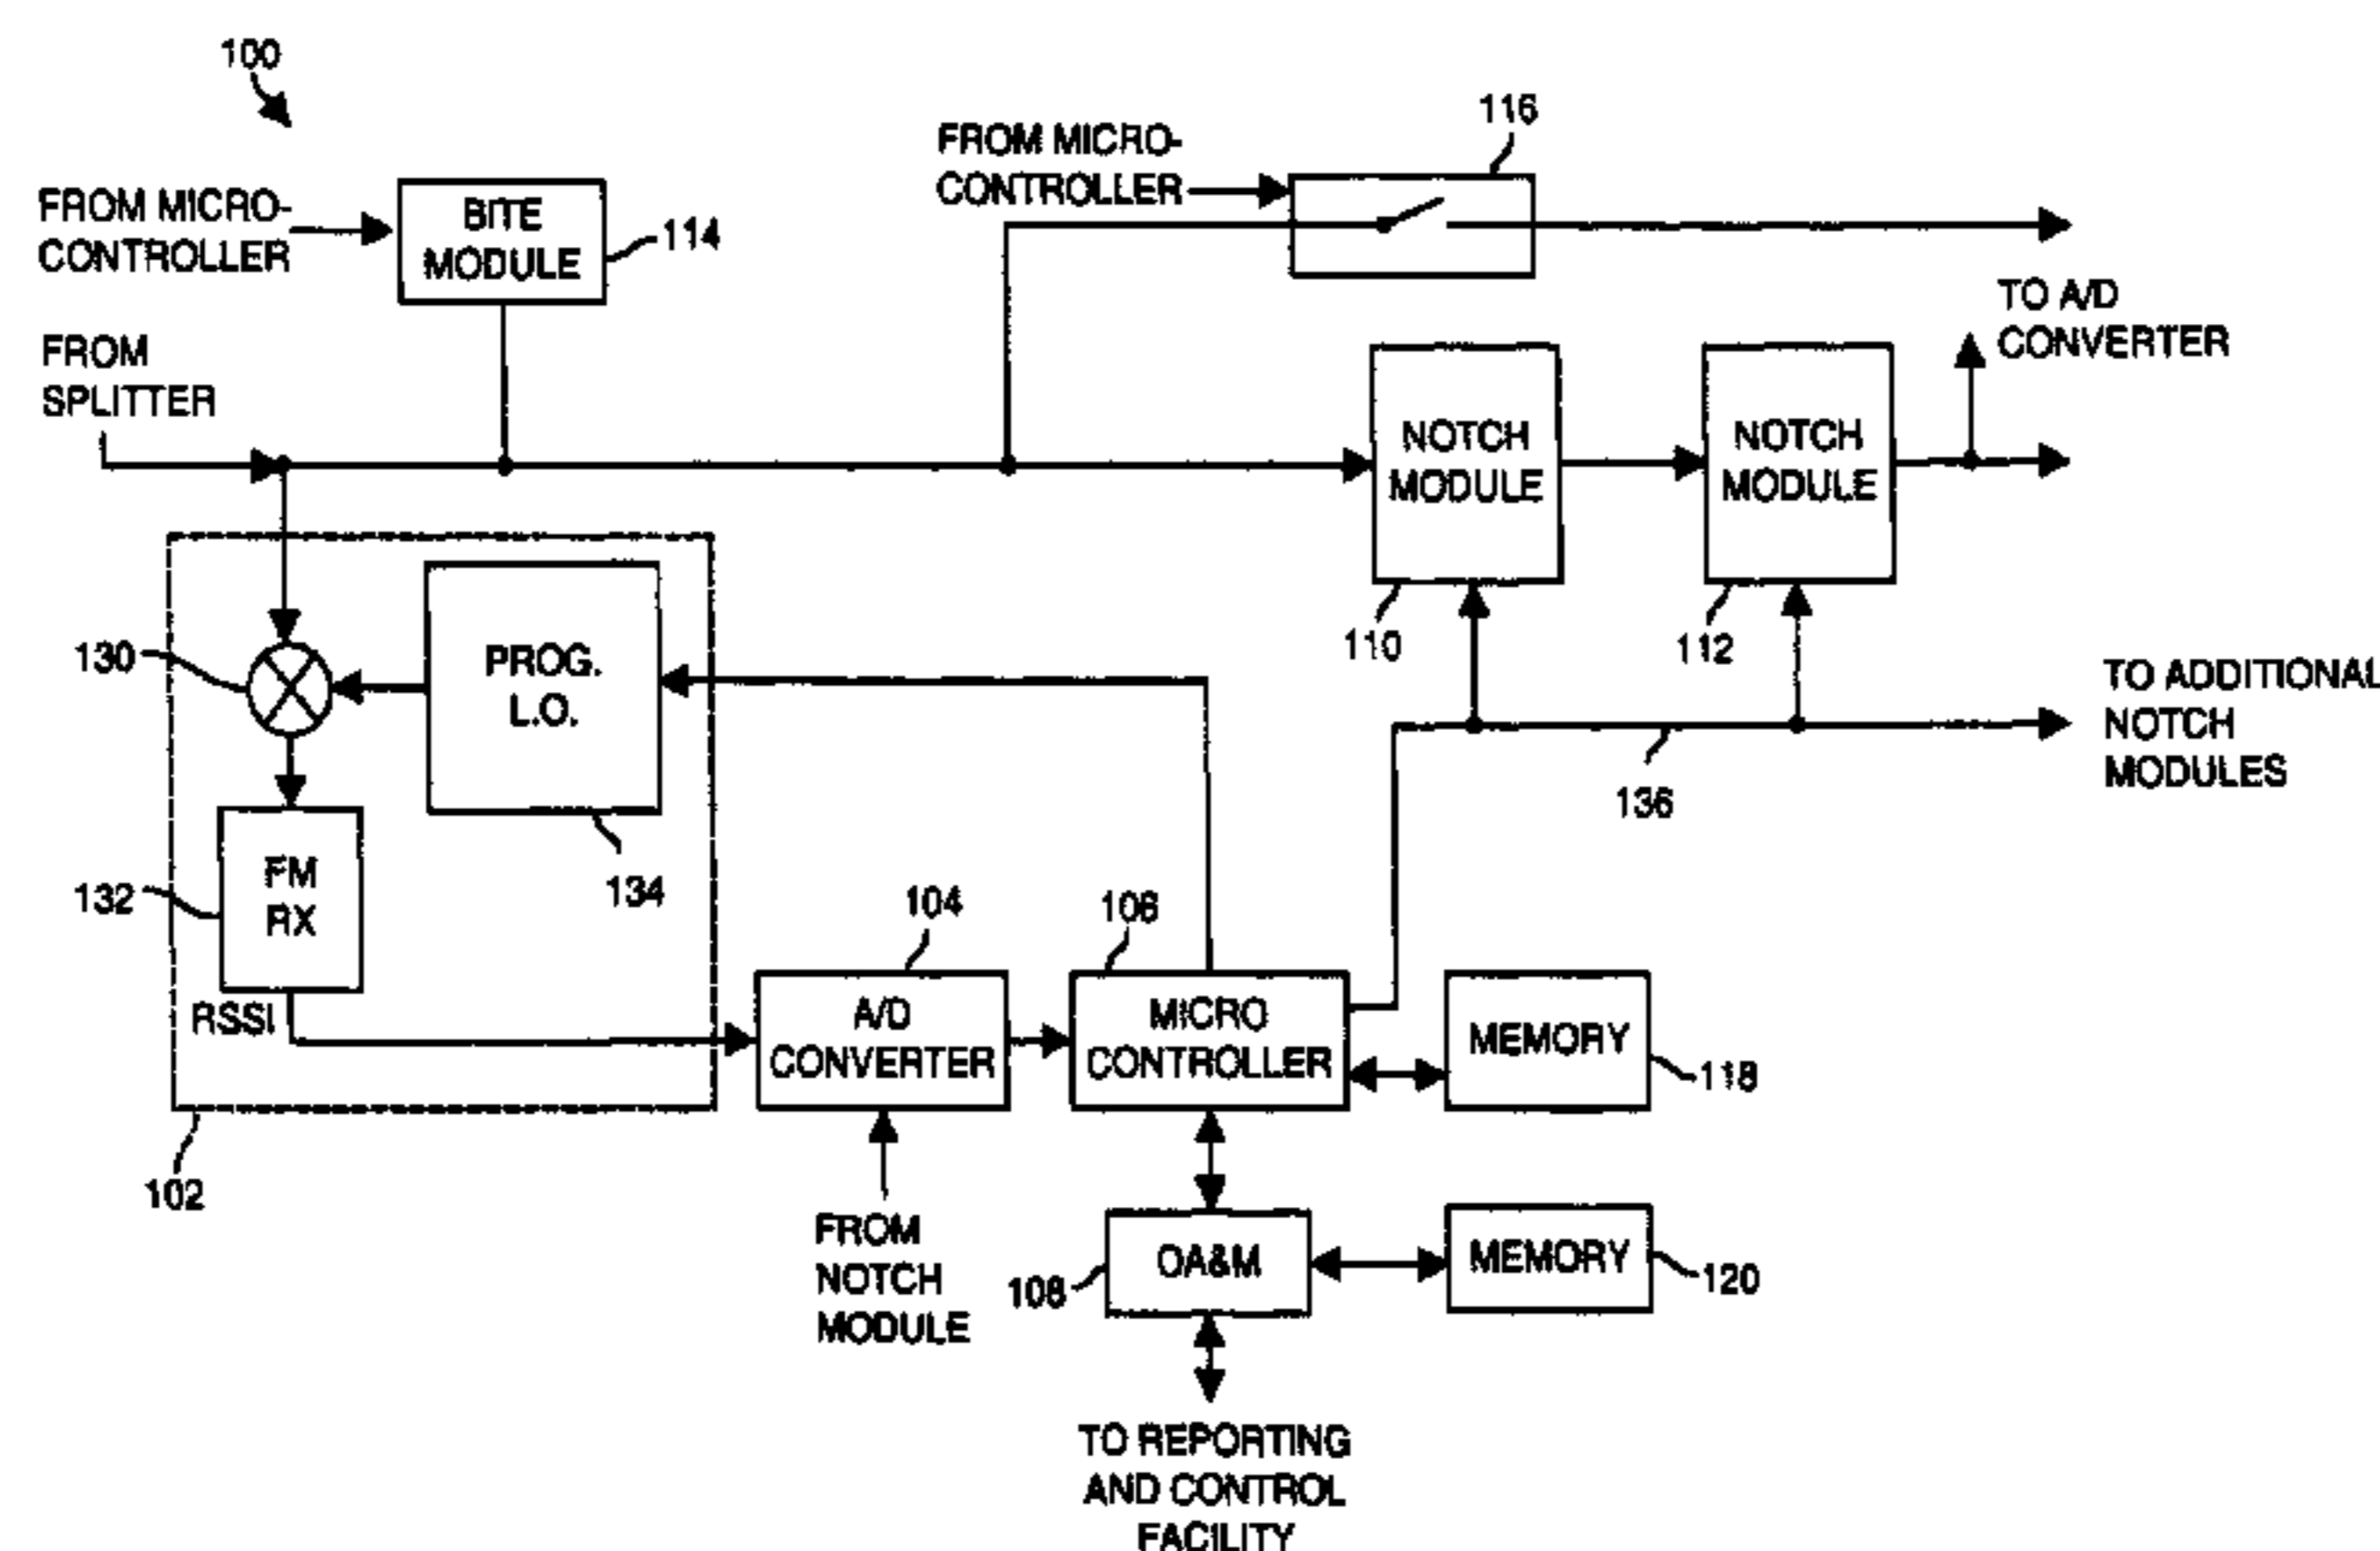 100
116
FROM MICRO-
CONTROLLER
FROM MICRO-
CONTROLLER
BITE
MODULE
114
TO A/D
CONVERTER
FROM
SPLITTER
NOTCH
MODULE
NOTCH
MODULE
110
112
130
PROG.
L.O.
TO ADDITIONAL
NOTCH
MODULES
136
FM
RX
132
134
104
106
RSSI
A/D
CONVERTER
MICRO
CONTROLLER
MEMORY
118
102
FROM
NOTCH
MODULE
108
OA&M
MEMORY
120
TO REPORTING
AND CONTROL
FACILITY